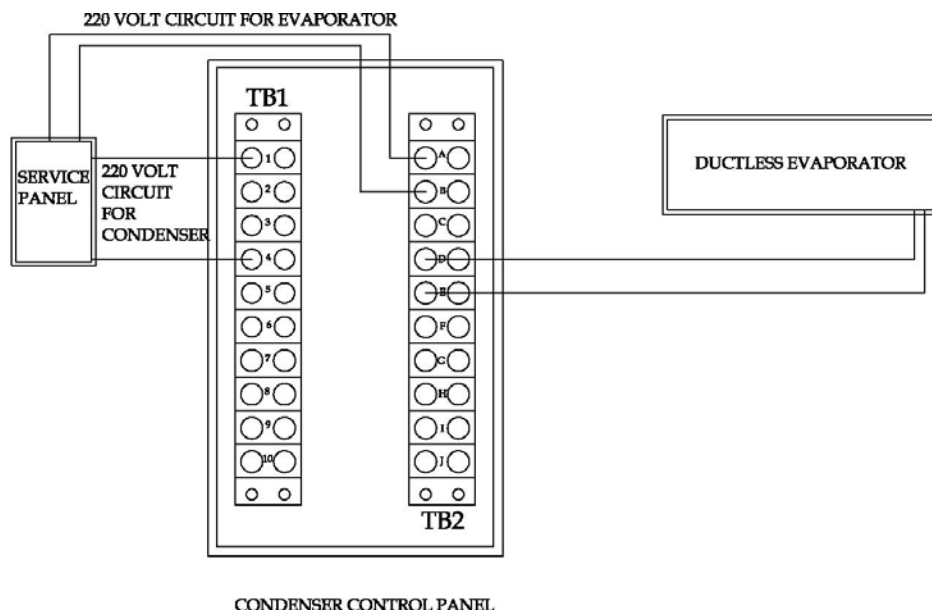 220 VOLT CIRCUIT FOR EVAPORATOR
TB1
SERVICE
PANEL
220 VOLT
CIRCUIT
FOR
CONDENSER
1
2
3
4
5
6
7
8
9
10
A
B
C
D
E
F
G
H
I
J
TB2
DUCTLESS EVAPORATOR
CONDENSER CONTROL PANEL